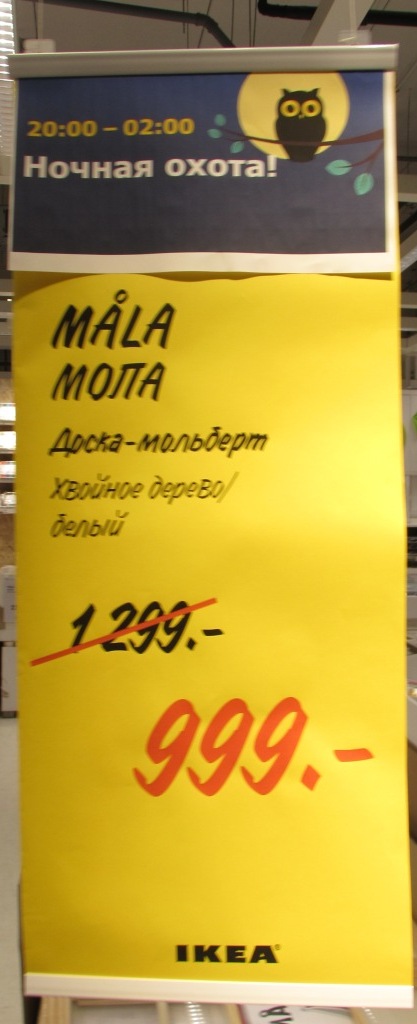 20:00 – 02:00
Ночная охота!
MÅLA
МОЛА
Доска-мольберт
Хвойное дерево/
белый
1 299.-
999.-
IKEA®